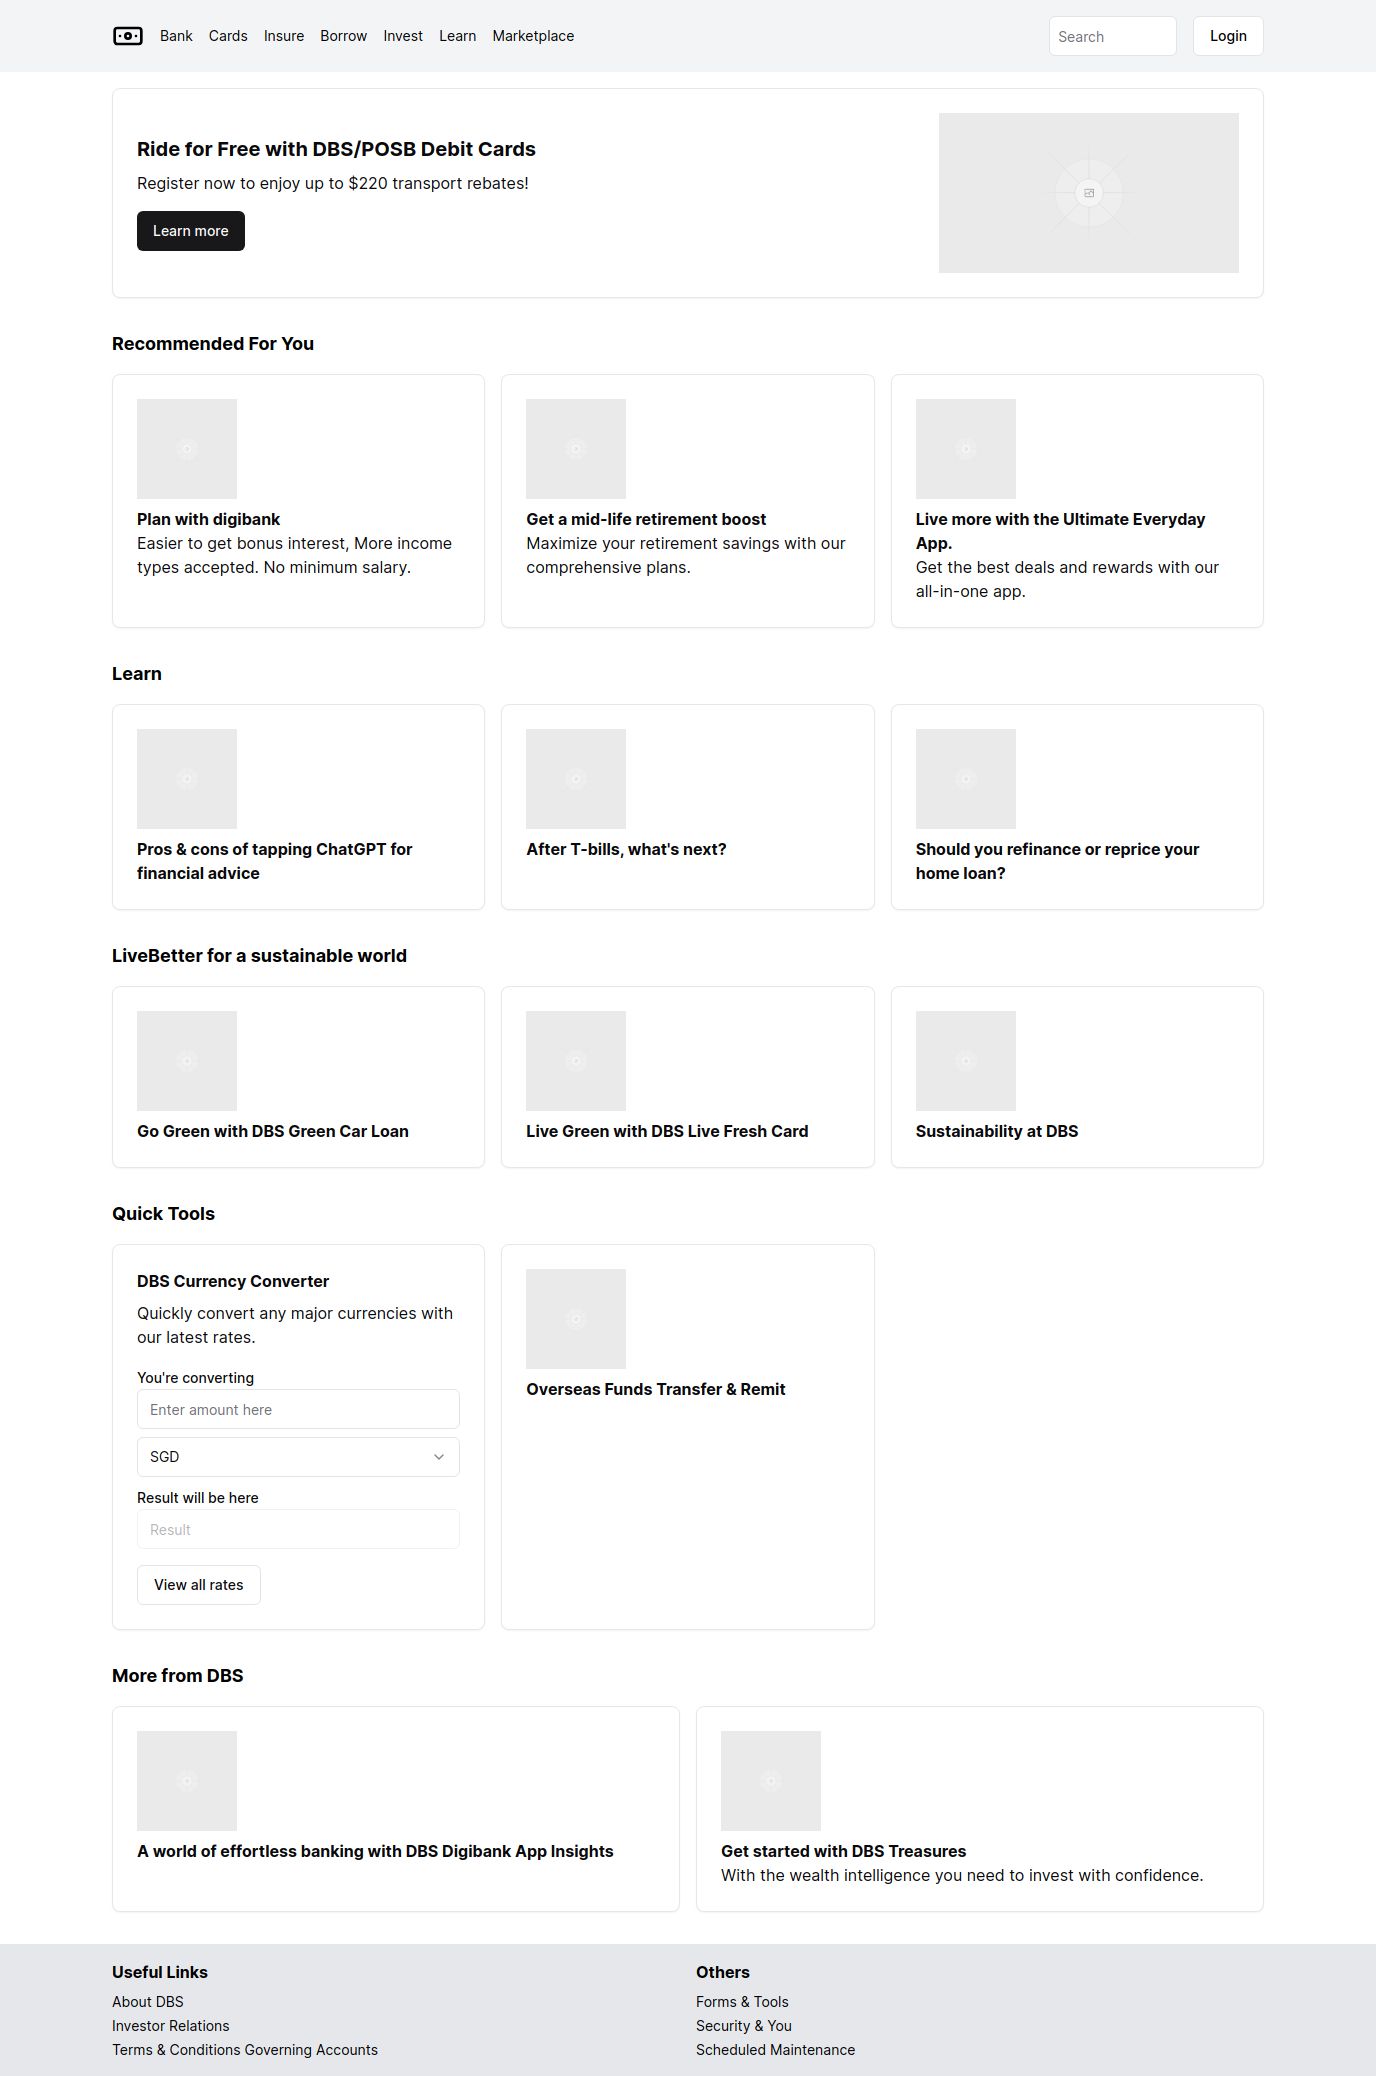 Bank Cards Insure Borrow Invest Learn Marketplace Search Login
Ride for Free with DBS/POSB Debit Cards
Register now to enjoy up to $220 transport rebates!
Learn more
Recommended For You
Plan with digibank
Easier to get bonus interest, More income
types accepted. No minimum salary.
Get a mid-life retirement boost
Maximize your retirement savings with our
comprehensive plans.
Live more with the Ultimate Everyday
App.
Get the best deals and rewards with our
all-in-one app.
Learn
Pros & cons of tapping ChatGPT for
financial advice
After T-bills, what's next?
Should you refinance or reprice your
home loan?
LiveBetter for a sustainable world
Go Green with DBS Green Car Loan
Live Green with DBS Live Fresh Card
Sustainability at DBS
Quick Tools
DBS Currency Converter
Quickly convert any major currencies with
our latest rates.
You're converting
Enter amount here
SGD
Result will be here
Result
View all rates
Overseas Funds Transfer & Remit
More from DBS
A world of effortless banking with DBS Digibank App Insights
Get started with DBS Treasures
With the wealth intelligence you need to invest with confidence.
Useful Links
About DBS
Investor Relations
Terms & Conditions Governing Accounts
Others
Forms & Tools
Security & You
Scheduled Maintenance